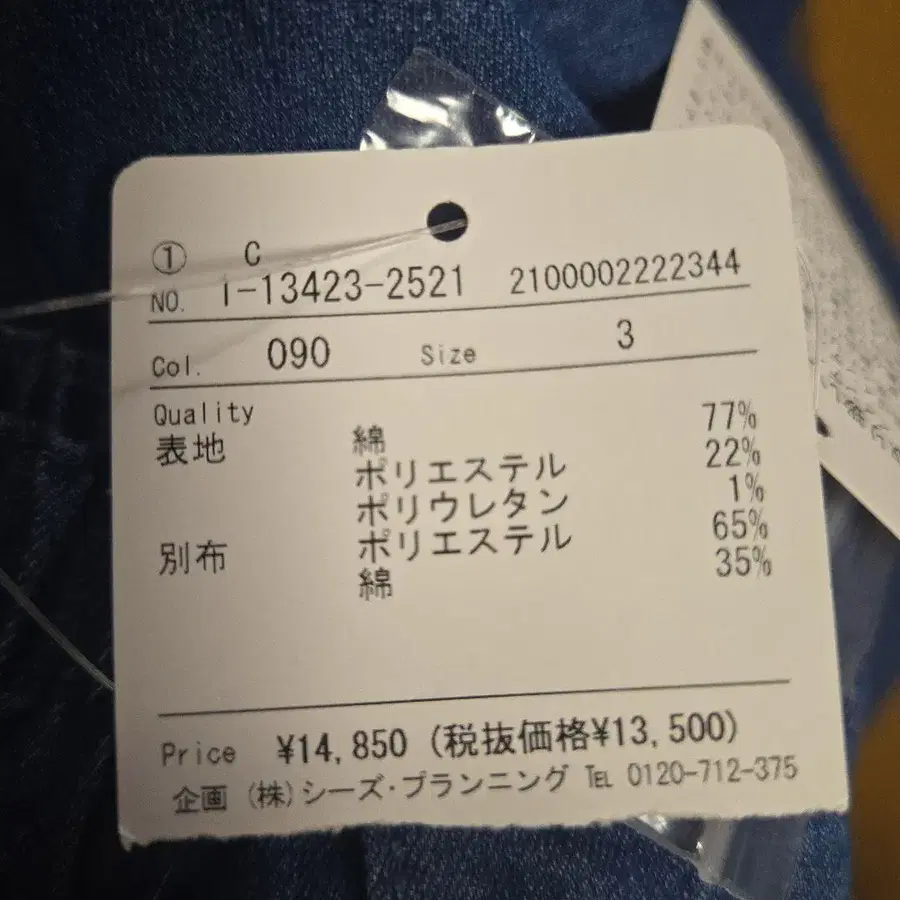 ① C
NO. I-13423-2521 2100002222344
Col. 090 Size 3
Quality
表地 綿 77%
ポリエステル 22%
ポリウレタン 1%
別布 ポリエステル 65%
綿 35%
Price ¥14,850 (税抜価格¥13,500)
企画 (株)シーズ・プランニング TEL 0120-712-375